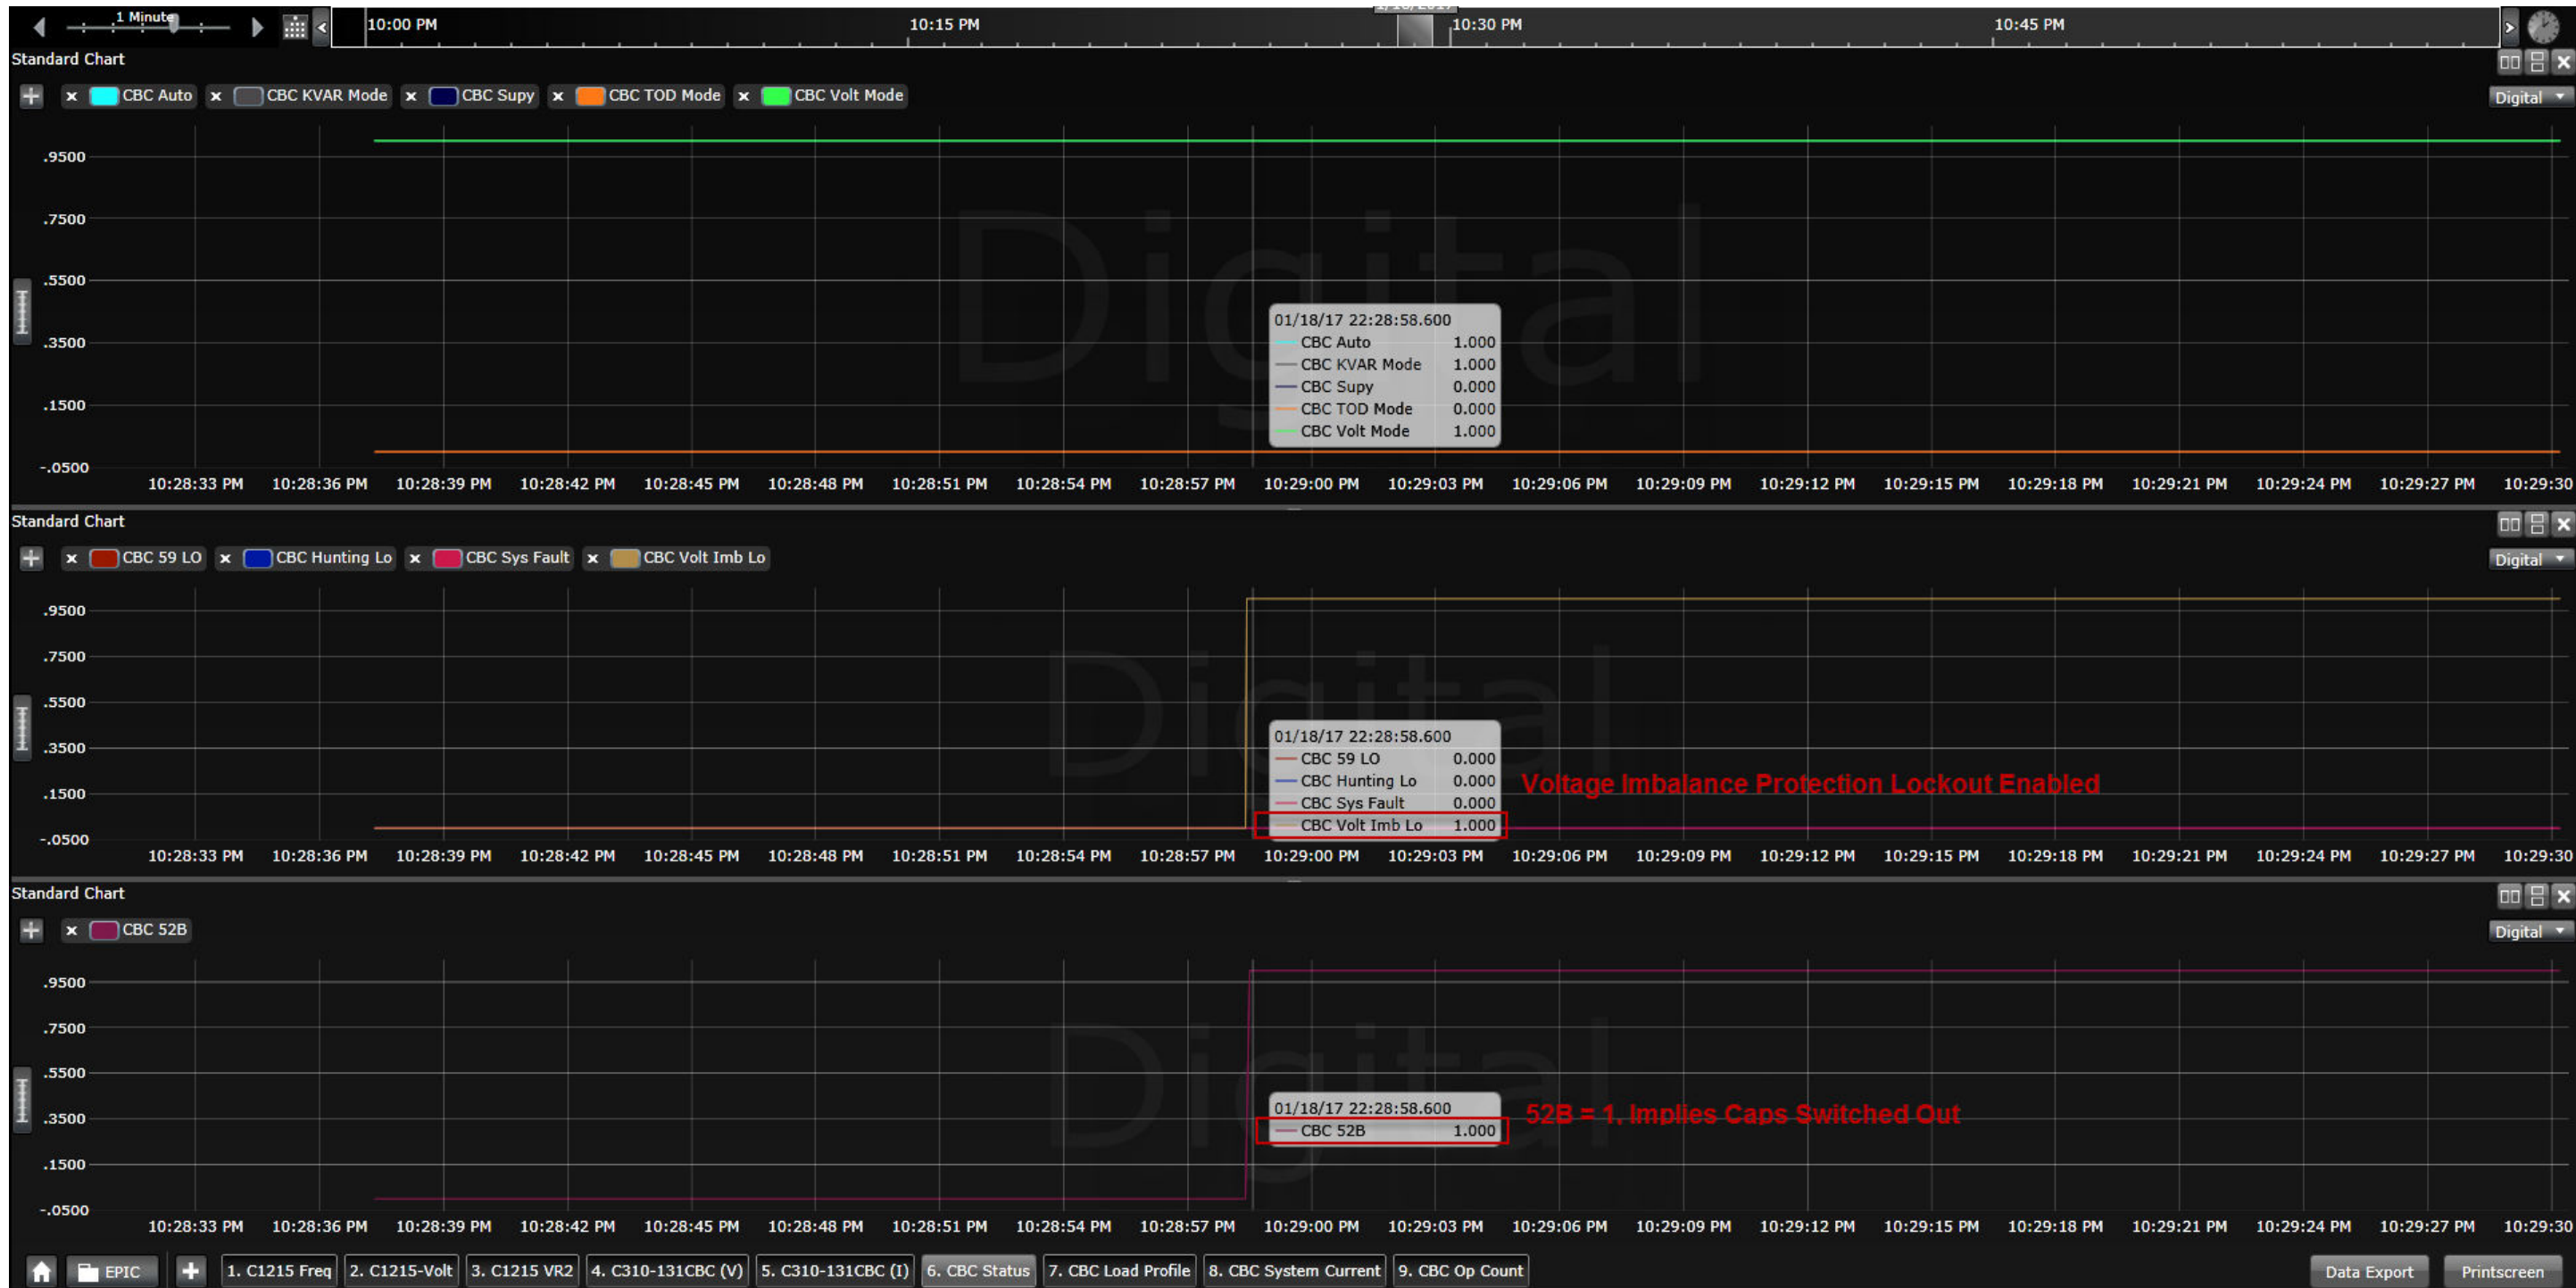 1/18/2017
1 Minute
10:00 PM 10:15 PM 10:30 PM 10:45 PM
Standard Chart
CBC Auto CBC KVAR Mode CBC Supy CBC TOD Mode CBC Volt Mode
Digital
Digital
.9500
.7500
.5500
.3500
.1500
-.0500
01/18/17 22:28:58.600
CBC Auto 1.000
CBC KVAR Mode 1.000
CBC Supy 0.000
CBC TOD Mode 0.000
CBC Volt Mode 1.000
10:28:33 PM 10:28:36 PM 10:28:39 PM 10:28:42 PM 10:28:45 PM 10:28:48 PM 10:28:51 PM 10:28:54 PM 10:28:57 PM 10:29:00 PM 10:29:03 PM 10:29:06 PM 10:29:09 PM 10:29:12 PM 10:29:15 PM 10:29:18 PM 10:29:21 PM 10:29:24 PM 10:29:27 PM 10:29:30
Standard Chart
CBC 59 LO CBC Hunting Lo CBC Sys Fault CBC Volt Imb Lo
Digital
Digital
.9500
.7500
.5500
.3500
.1500
-.0500
01/18/17 22:28:58.600
CBC 59 LO 0.000
CBC Hunting Lo 0.000
CBC Sys Fault 0.000
CBC Volt Imb Lo 1.000
Voltage Imbalance Protection Lockout Enabled
10:28:33 PM 10:28:36 PM 10:28:39 PM 10:28:42 PM 10:28:45 PM 10:28:48 PM 10:28:51 PM 10:28:54 PM 10:28:57 PM 10:29:00 PM 10:29:03 PM 10:29:06 PM 10:29:09 PM 10:29:12 PM 10:29:15 PM 10:29:18 PM 10:29:21 PM 10:29:24 PM 10:29:27 PM 10:29:30
Standard Chart
CBC 52B
Digital
Digital
.9500
.7500
.5500
.3500
.1500
-.0500
01/18/17 22:28:58.600
CBC 52B 1.000
52B = 1, Implies Caps Switched Out
10:28:33 PM 10:28:36 PM 10:28:39 PM 10:28:42 PM 10:28:45 PM 10:28:48 PM 10:28:51 PM 10:28:54 PM 10:28:57 PM 10:29:00 PM 10:29:03 PM 10:29:06 PM 10:29:09 PM 10:29:12 PM 10:29:15 PM 10:29:18 PM 10:29:21 PM 10:29:24 PM 10:29:27 PM 10:29:30
EPIC 1. C1215 Freq 2. C1215-Volt 3. C1215 VR2 4. C310-131CBC (V) 5. C310-131CBC (I) 6. CBC Status 7. CBC Load Profile 8. CBC System Current 9. CBC Op Count Data Export Printscreen